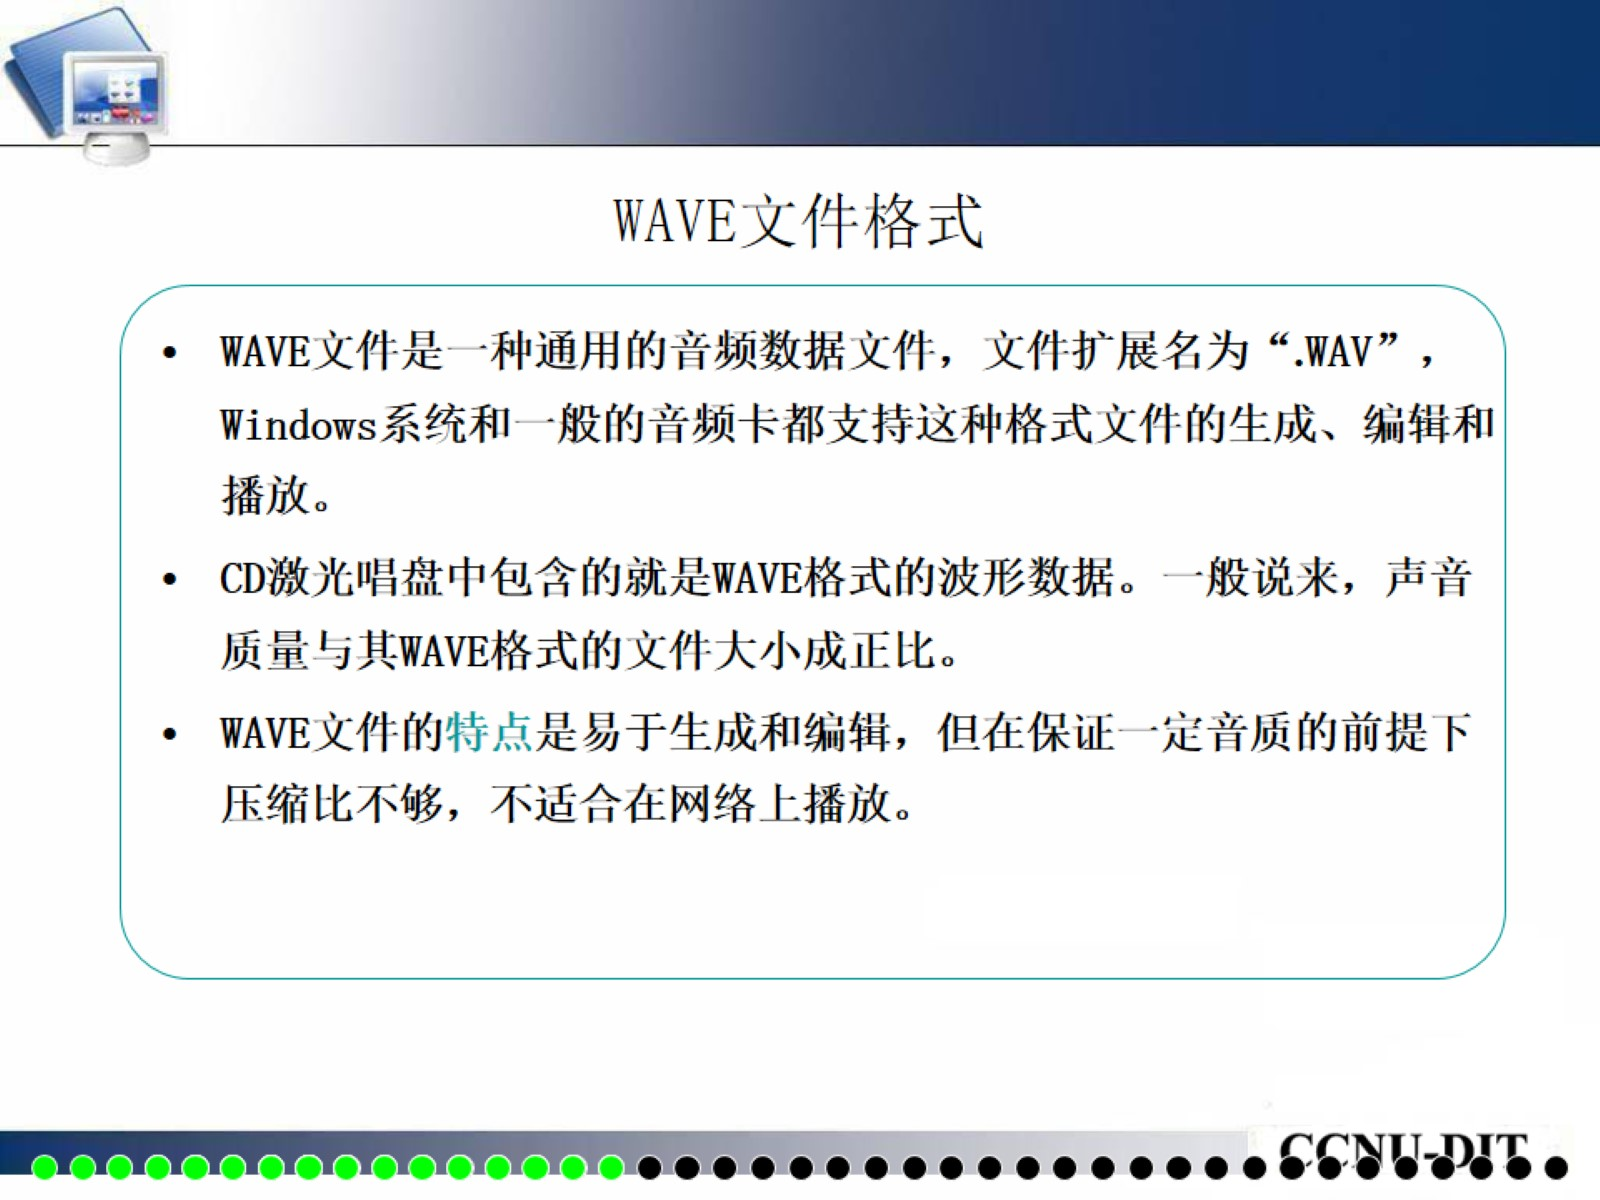 WAVE文件格式
• WAVE文件是一种通用的音频数据文件，文件扩展名为“.WAV”，
Windows系统和一般的音频卡都支持这种格式文件的生成、编辑和
播放。
• CD激光唱盘中包含的就是WAVE格式的波形数据。一般说来，声音
质量与其WAVE格式的文件大小成正比。
• WAVE文件的特点是易于生成和编辑，但在保证一定音质的前提下
压缩比不够，不适合在网络上播放。
CCNU-DIT